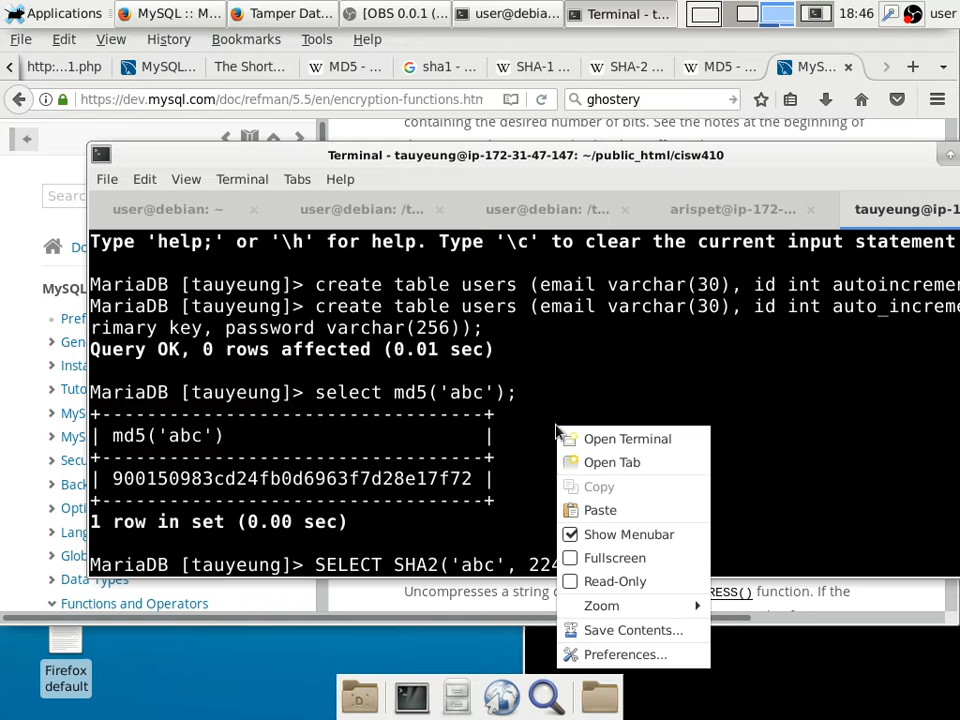 Applications
MySQL :: M...
Tamper Dat...
[OBS 0.0.1 (...
user@debia...
Terminal - t...
18:46
user
File Edit View History Bookmarks Tools Help
http:...1.php
MySQL...
The Short...
MD5 - ...
sha1 - ...
SHA-1 ...
SHA-2 ...
MD5 - ...
MyS...
https://dev.mysql.com/doc/refman/5.5/en/encryption-functions.htm
ghostery
containing the desired number of bits. See the notes at the beginning of
Terminal - tauyeung@ip-172-31-47-147: ~/public_html/cisw410
File Edit View Terminal Tabs Help
user@debian: ~
user@debian: /t...
user@debian: /t...
arispet@ip-172-...
tauyeung@ip-1
Type 'help;' or '\h' for help. Type '\c' to clear the current input statement
MariaDB [tauyeung]> create table users (email varchar(30), id int autoincremen
MariaDB [tauyeung]> create table users (email varchar(30), id int auto_increme
rimary key, password varchar(256));
Query OK, 0 rows affected (0.01 sec)
MariaDB [tauyeung]> select md5('abc');
+----------------------------------+
| md5('abc')                       |
+----------------------------------+
| 900150983cd24fb0d6963f7d28e17f72 |
+----------------------------------+
1 row in set (0.00 sec)
MariaDB [tauyeung]> SELECT SHA2('abc', 224
Open Terminal
Open Tab
Copy
Paste
Show Menubar
Fullscreen
Read-Only
Zoom
Save Contents...
Preferences...
Searc
Do
MySQL
Pref
Gen
Insta
Tuto
MyS
MyS
Secu
Opti
Lang
Glob
Data Types
Functions and Operators
Uncompresses a string c
RESS() function. If the
Firefox
default